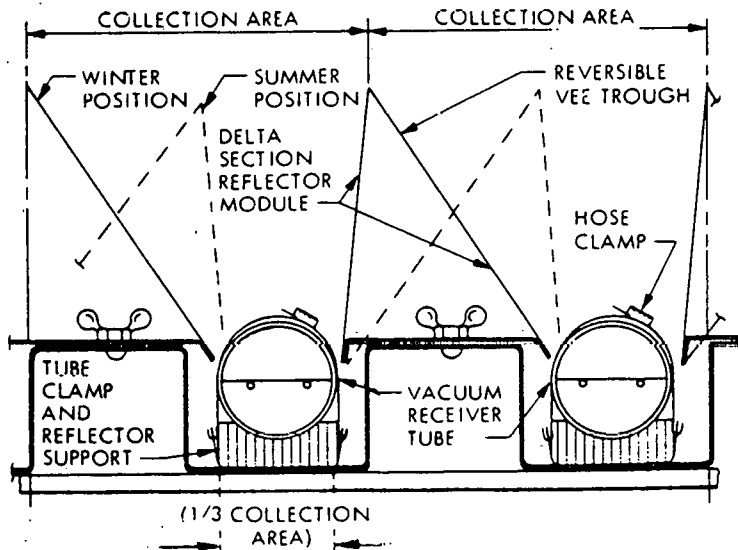 COLLECTION AREA
COLLECTION AREA
WINTER
POSITION
SUMMER
POSITION
REVERSIBLE
VEE TROUGH
DELTA
SECTION
REFLECTOR
MODULE
HOSE
CLAMP
TUBE
CLAMP
AND
REFLECTOR
SUPPORT
VACUUM
RECEIVER
TUBE
(1/3 COLLECTION
AREA)